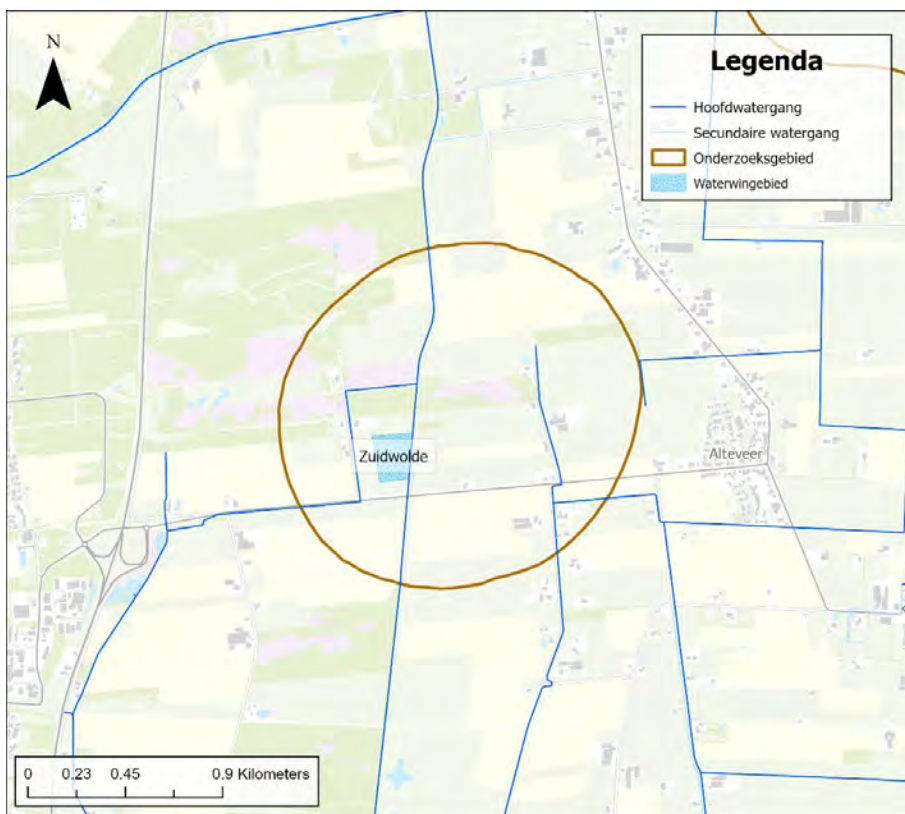 N
Legenda
Hoofdwatergang
Secundaire watergang
Onderzoeksgebied
Waterwingebied
Zuidwolde
Alteveer
0 0.23 0.45 0.9 Kilometers